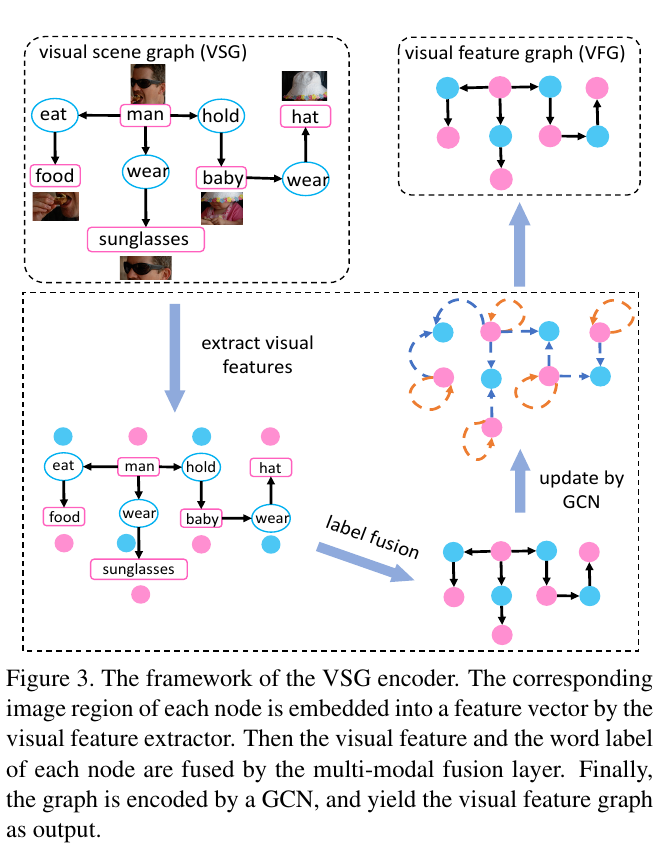 visual scene graph (VSG)
eat
man
hold
hat
food
wear
baby
wear
sunglasses
visual feature graph (VFG)
extract visual
features
eat
man
hold
hat
food
wear
baby
wear
sunglasses
label fusion
update by
GCN
Figure 3. The framework of the VSG encoder. The corresponding
image region of each node is embedded into a feature vector by the
visual feature extractor. Then the visual feature and the word label
of each node are fused by the multi-modal fusion layer. Finally,
the graph is encoded by a GCN, and yield the visual feature graph
as output.